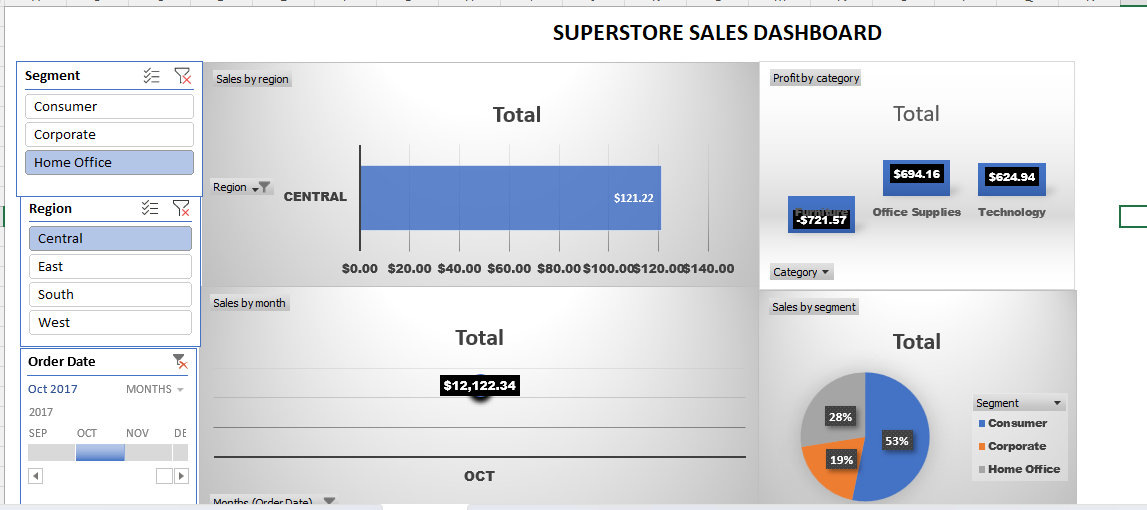 SUPERSTORE SALES DASHBOARD
Segment
Consumer
Corporate
Home Office
Region
Central
East
South
West
Order Date
Oct 2017
MONTHS
2017
SEP OCT NOV DE
Sales by region
Total
Region
CENTRAL
$121.22
$0.00 $20.00 $40.00 $60.00 $80.00 $100.00 $120.00 $140.00
Sales by month
Total
$12,122.34
OCT
Months (Order Date)
Profit by category
Total
$694.16
$624.94
Furniture
-$721.57
Office Supplies
Technology
Category
Sales by segment
Total
28%
53%
19%
Segment
Consumer
Corporate
Home Office